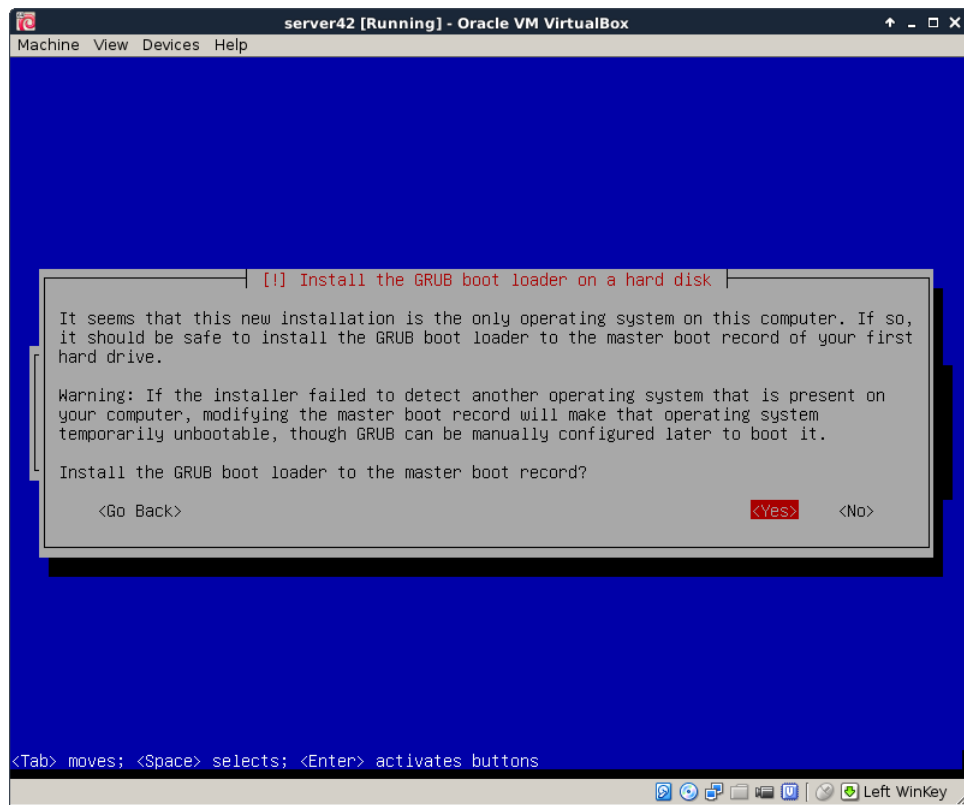 server42 [Running] - Oracle VM VirtualBox
Machine View Devices Help
[!] Install the GRUB boot loader on a hard disk
It seems that this new installation is the only operating system on this computer. If so,
it should be safe to install the GRUB boot loader to the master boot record of your first
hard drive.
Warning: If the installer failed to detect another operating system that is present on
your computer, modifying the master boot record will make that operating system
temporarily unbootable, though GRUB can be manually configured later to boot it.
Install the GRUB boot loader to the master boot record?
<Go Back> <Yes> <No>
<Tab> moves; <Space> selects; <Enter> activates buttons
Left WinKey